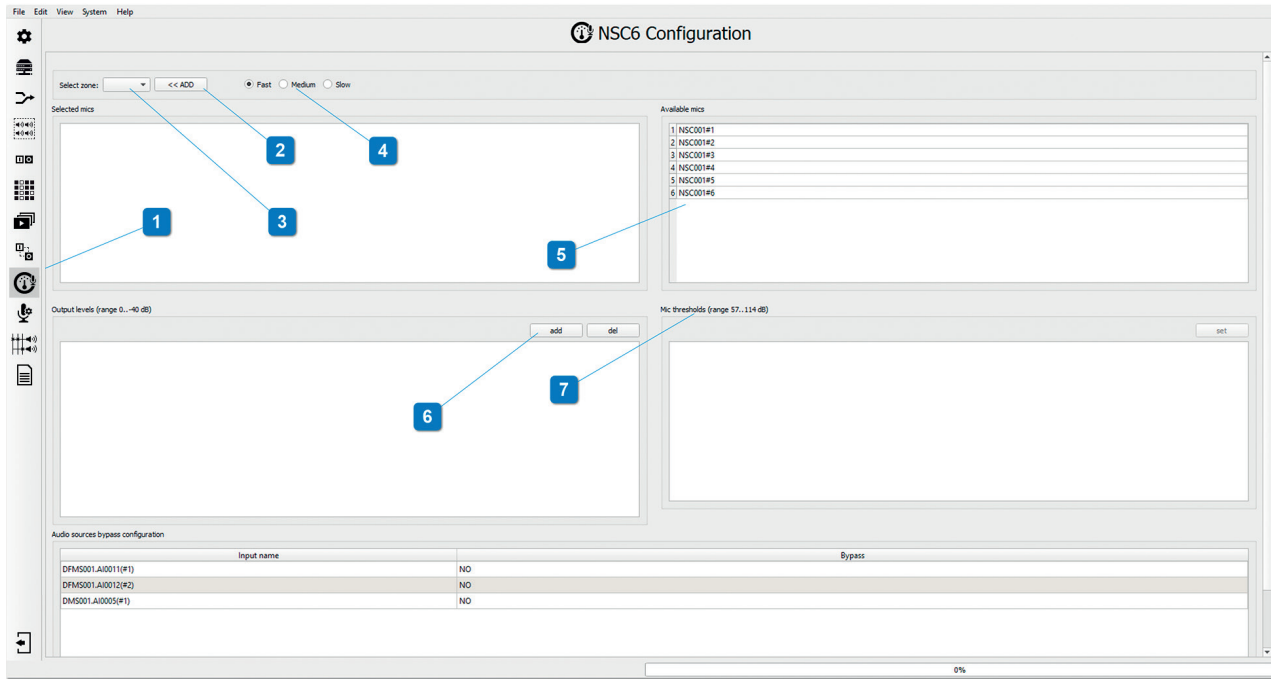 File Edit View System Help
NSC6 Configuration
Select zone: << ADD Fast Medium Slow
Selected mics
Available mics
1 NSC001#1
2 NSC001#2
3 NSC001#3
4 NSC001#4
5 NSC001#5
6 NSC001#6
2
4
1
3
5
Output levels (range 0..-40 dB)
Mic thresholds (range 57..114 dB)
add del
set
7
6
Audio sources bypass configuration
Input name Bypass
DFMS001.AI0011(#1) NO
DFMS001.AI0012(#2) NO
DMS001.AI0005(#1) NO
0%